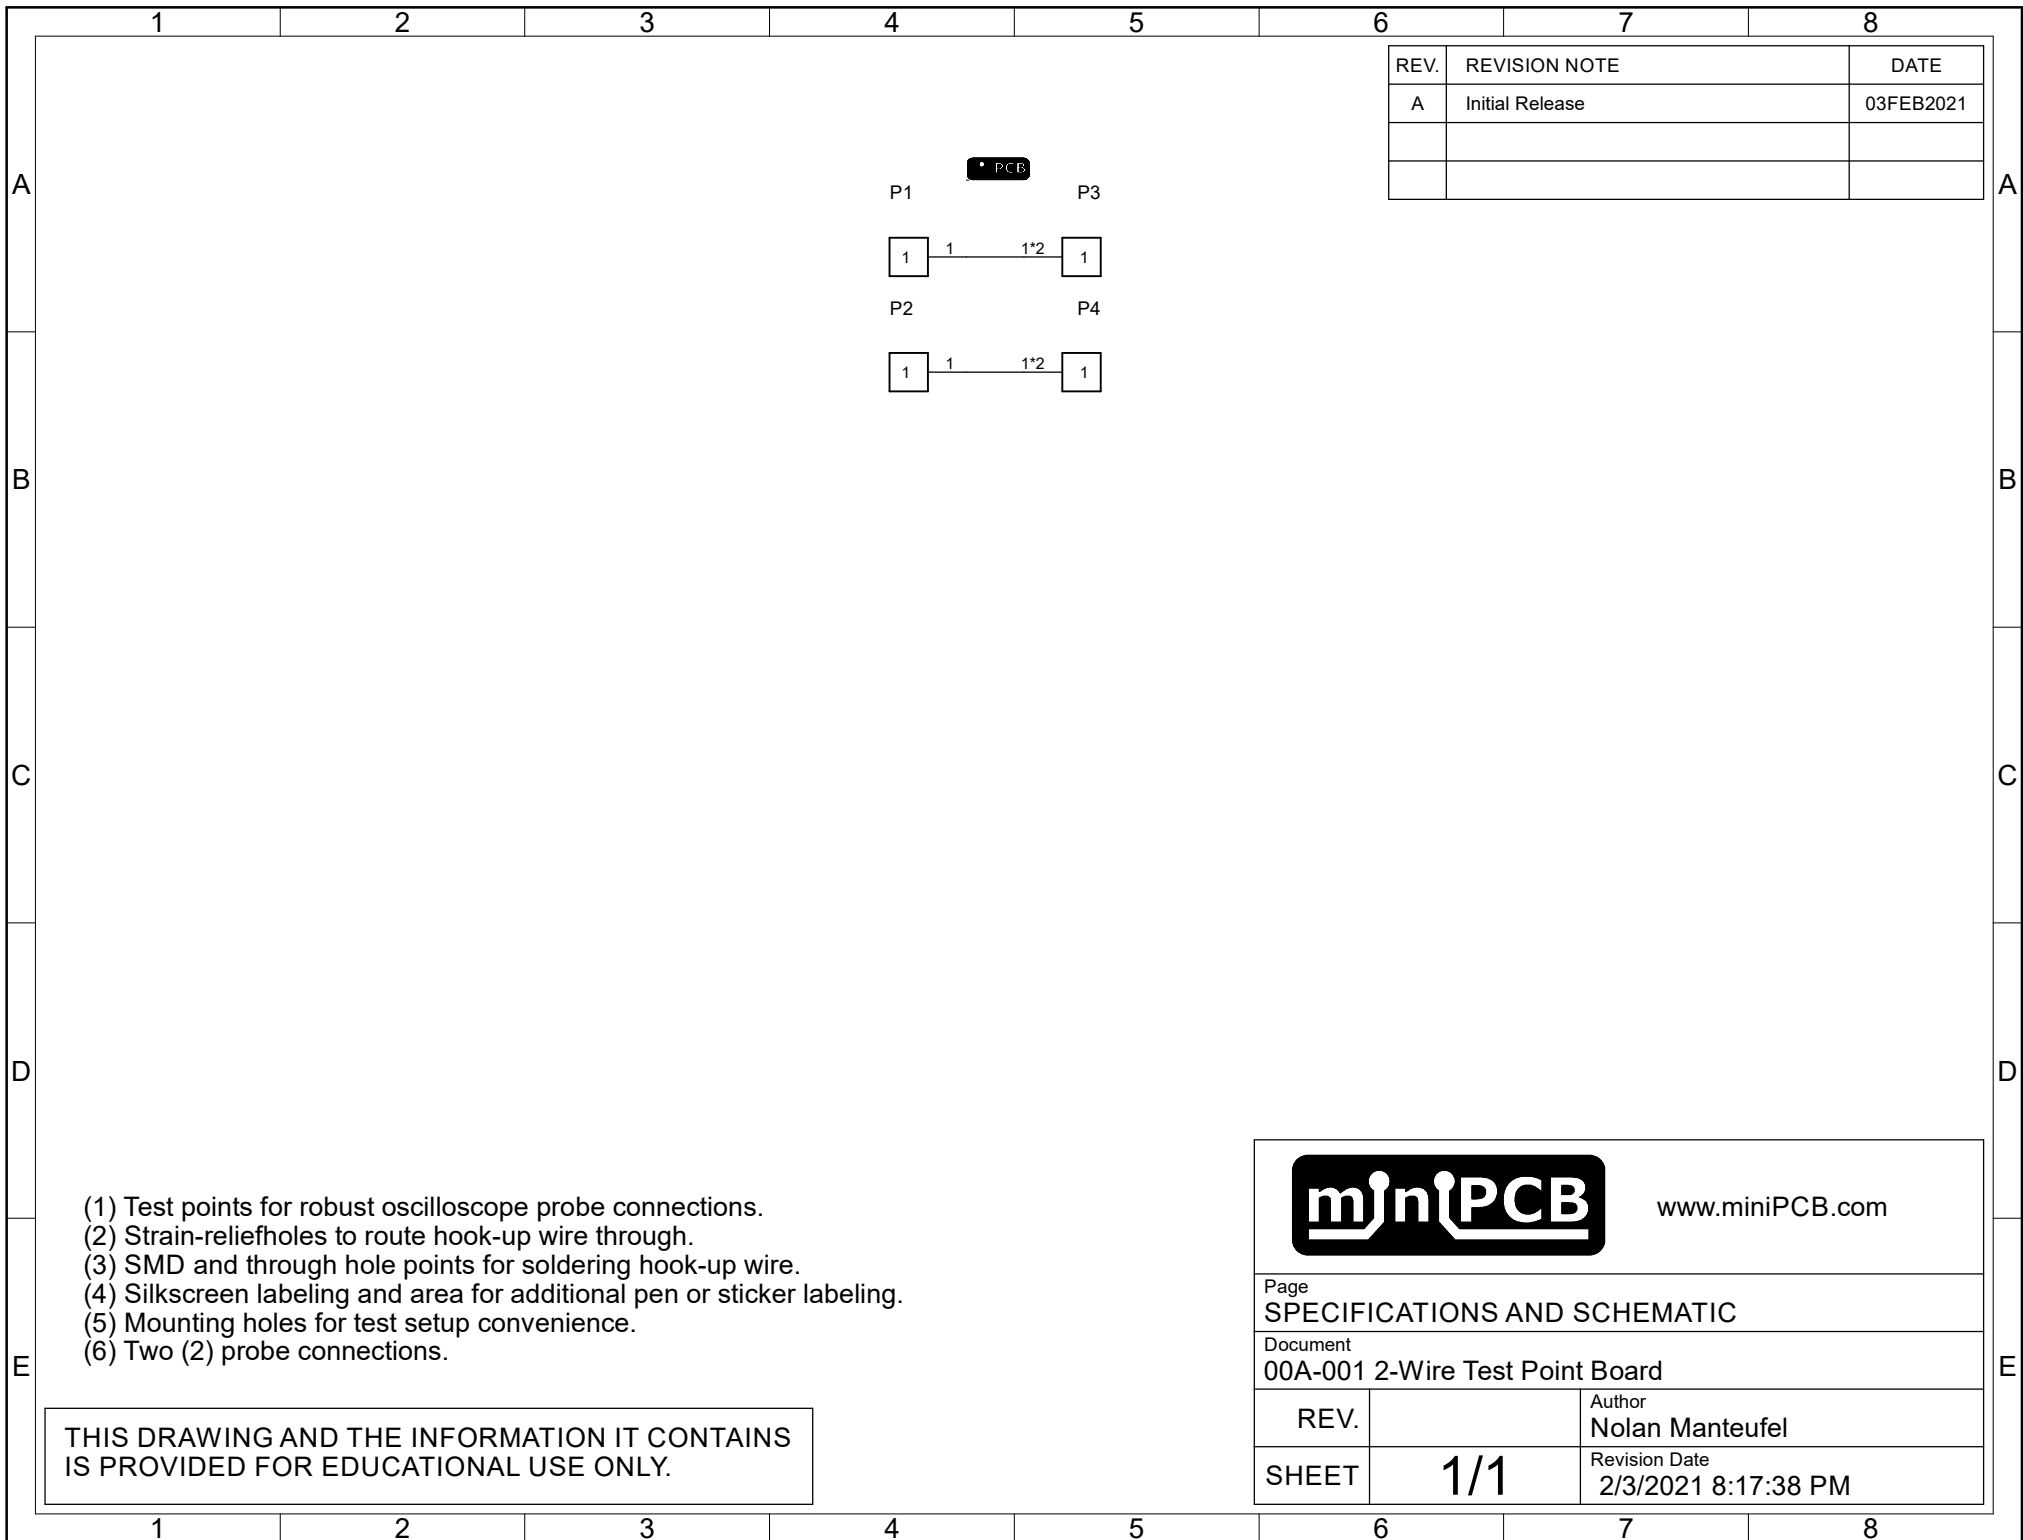 1 2 3 4 5 6 7 8
REV. REVISION NOTE DATE
A Initial Release 03FEB2021
PCB
A A
P1 P3
1 1 1*2 1
P2 P4
1 1 1*2 1
B B
C C
D D
miniPCB www.miniPCB.com
(1) Test points for robust oscilloscope probe connections.
(2) Strain-reliefholes to route hook-up wire through.
(3) SMD and through hole points for soldering hook-up wire.
(4) Silkscreen labeling and area for additional pen or sticker labeling.
(5) Mounting holes for test setup convenience.
(6) Two (2) probe connections.
Page
SPECIFICATIONS AND SCHEMATIC
Document
00A-001 2-Wire Test Point Board
E E
REV.
Author
Nolan Manteufel
SHEET 1/1
Revision Date
2/3/2021 8:17:38 PM
THIS DRAWING AND THE INFORMATION IT CONTAINS
IS PROVIDED FOR EDUCATIONAL USE ONLY.
1 2 3 4 5 6 7 8